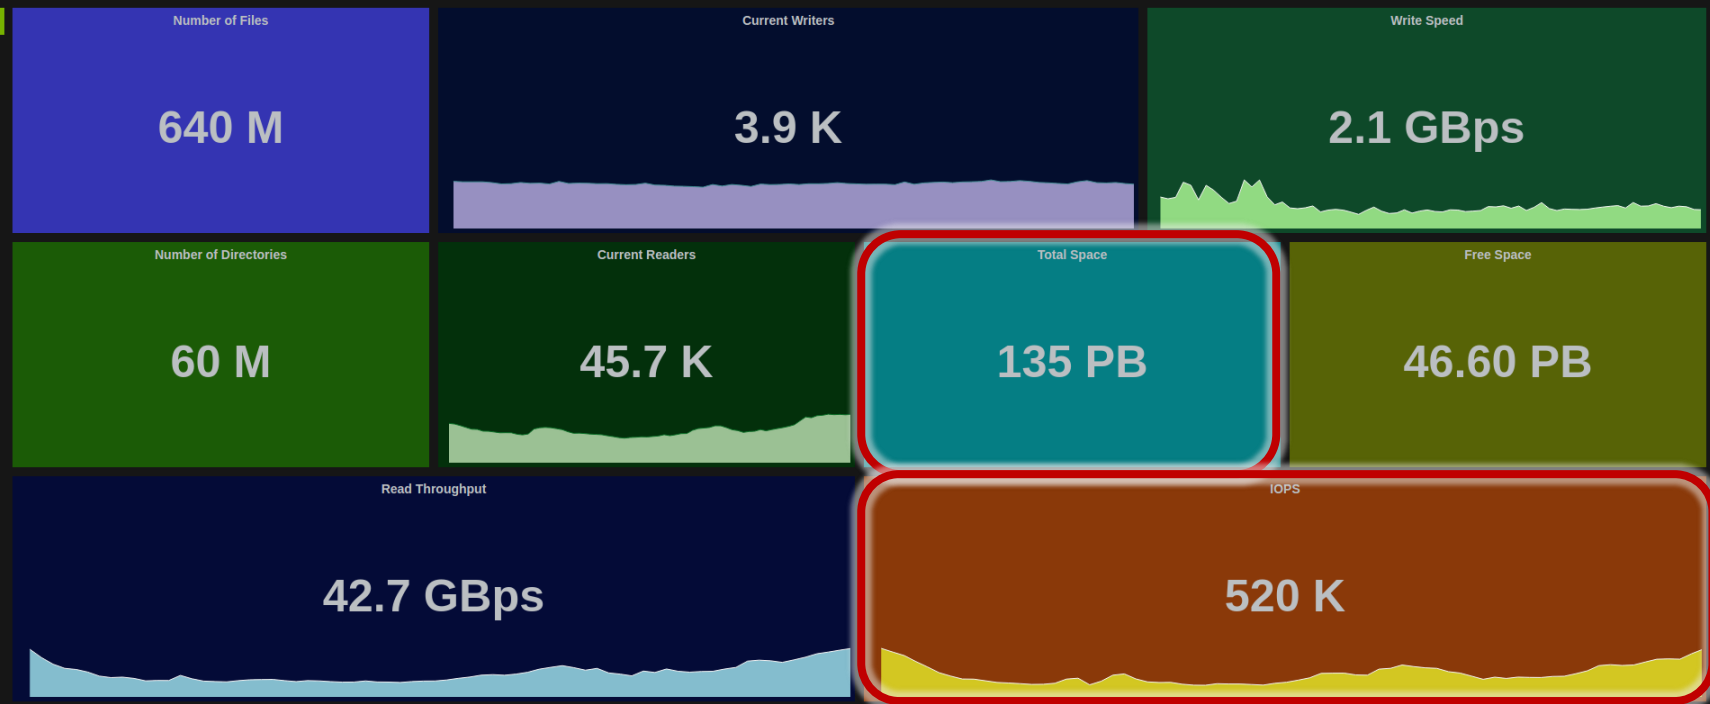 Number of Files
640 M
Current Writers
3.9 K
Write Speed
2.1 GBps
Number of Directories
60 M
Current Readers
45.7 K
Total Space
135 PB
Free Space
46.60 PB
Read Throughput
42.7 GBps
IOPS
520 K